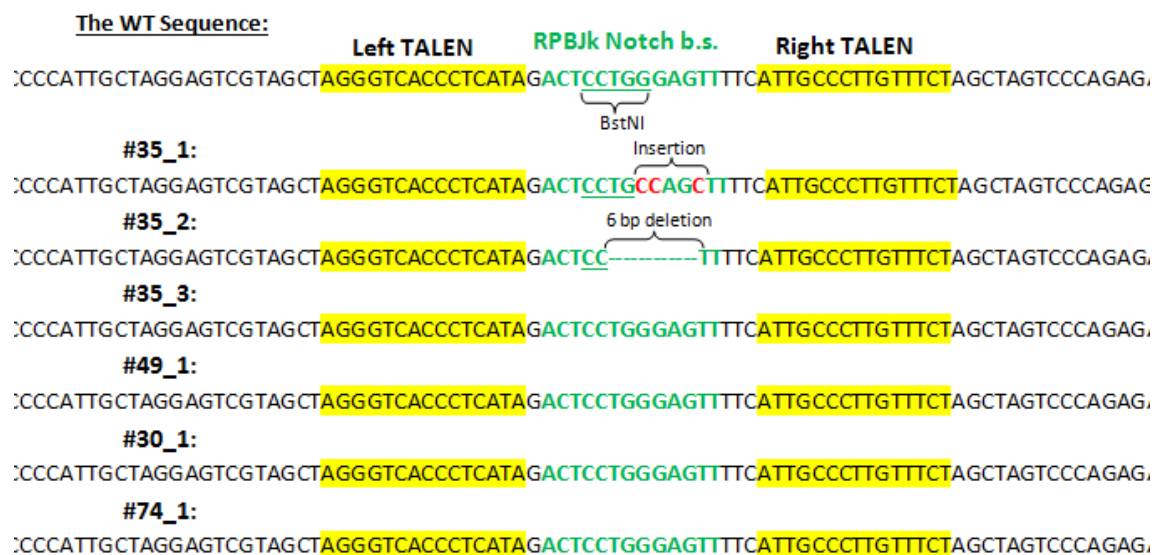 The WT Sequence:
Left TALEN RPBJk Notch b.s. Right TALEN
CCCCATTGCTAGGAGTCGTAGCTAGGGTCACCCTCATAGACTCCTGGGAGTTTTCATTGCCCTTGTTTCTAGCTAGTCCCAGAGA
BstNI
#35_1:
Insertion
CCCCATTGCTAGGAGTCGTAGCTAGGGTCACCCTCATAGACTCCTGCCAGCTTTTCATTGCCCTTGTTTCTAGCTAGTCCCAGAG
#35_2:
6 bp deletion
CCCCATTGCTAGGAGTCGTAGCTAGGGTCACCCTCATAGACTCC-----------TTTTCATTGCCCTTGTTTCTAGCTAGTCCCAGAGA
#35_3:
CCCCATTGCTAGGAGTCGTAGCTAGGGTCACCCTCATAGACTCCTGGGAGTTTTCATTGCCCTTGTTTCTAGCTAGTCCCAGAGA
#49_1:
CCCCATTGCTAGGAGTCGTAGCTAGGGTCACCCTCATAGACTCCTGGGAGTTTTCATTGCCCTTGTTTCTAGCTAGTCCCAGAGA
#30_1:
CCCCATTGCTAGGAGTCGTAGCTAGGGTCACCCTCATAGACTCCTGGGAGTTTTCATTGCCCTTGTTTCTAGCTAGTCCCAGAGA
#74_1:
CCCCATTGCTAGGAGTCGTAGCTAGGGTCACCCTCATAGACTCCTGGGAGTTTTCATTGCCCTTGTTTCTAGCTAGTCCCAGAGA